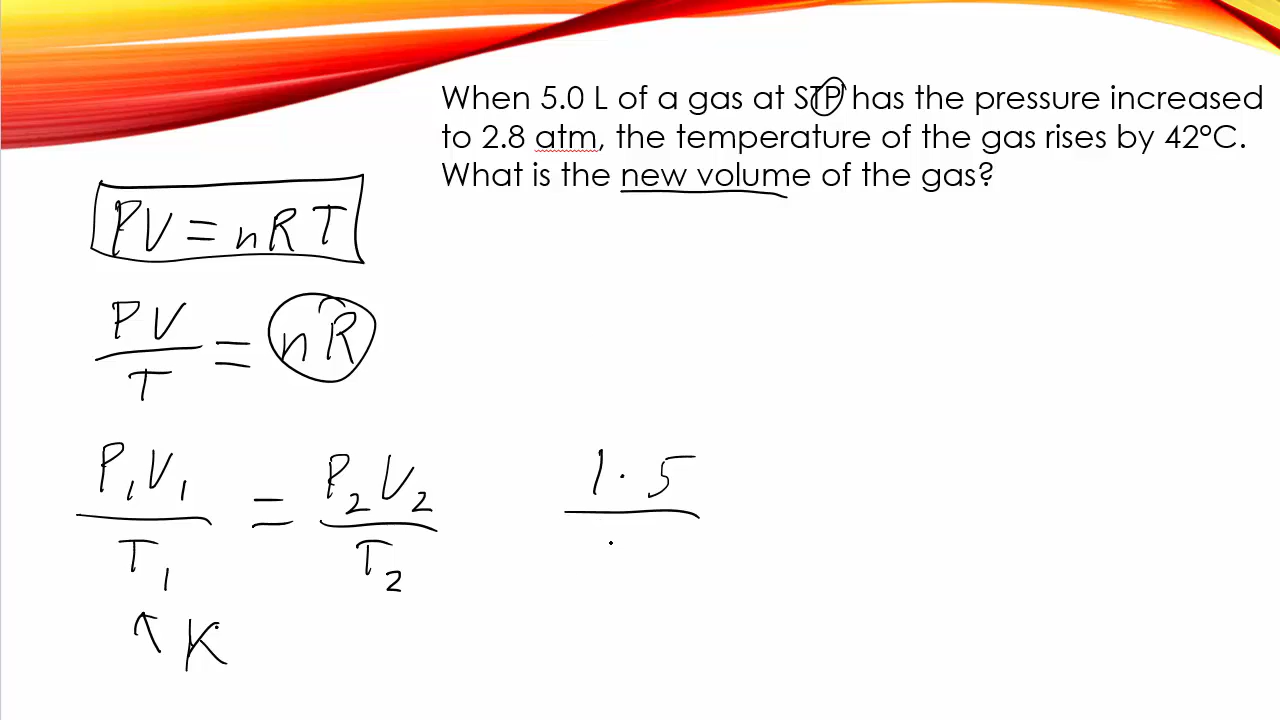 When 5.0 L of a gas at STP has the pressure increased
to 2.8 atm, the temperature of the gas rises by 42°C.
What is the new volume of the gas?
PV = nRT
PV
T
= nR
P₁V₁
T₁
=
P₂V₂
T₂
1 · 5
↑ K